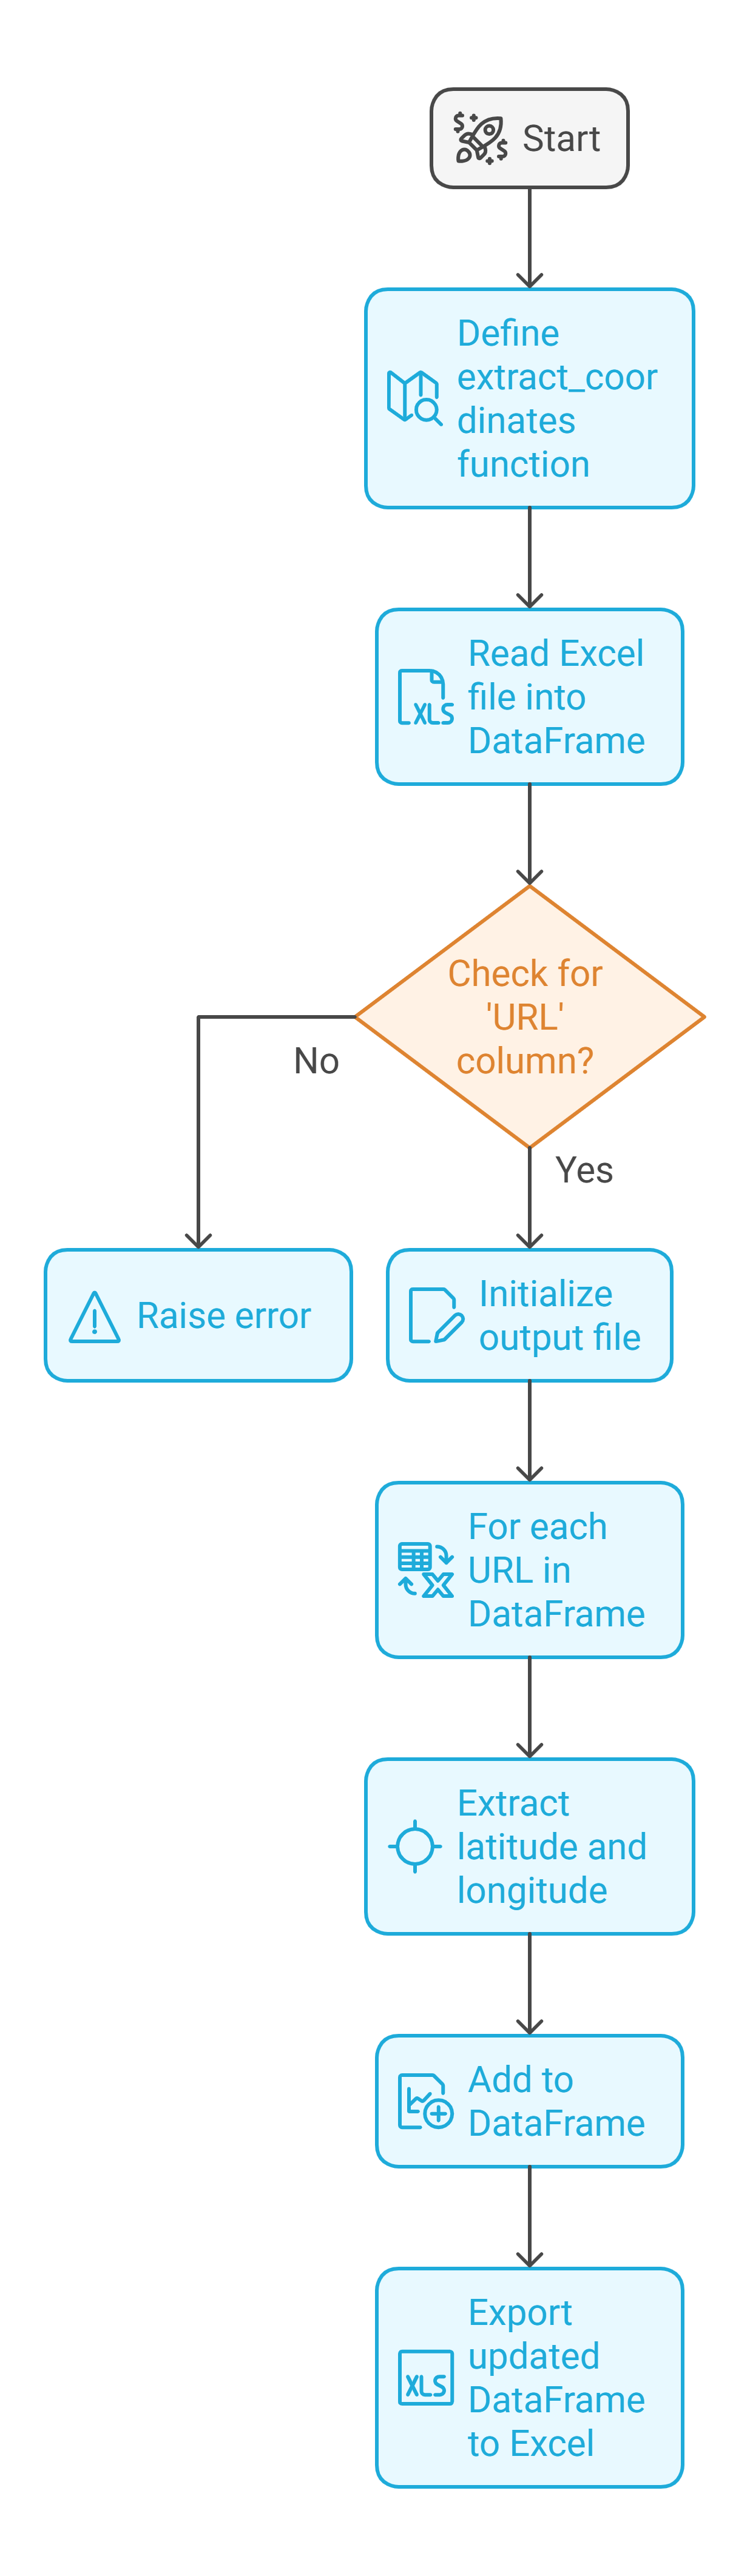 Start
Define
extract_coor
dinates
function
Read Excel
file into
DataFrame
XLS
Check for
'URL'
column?
No
Yes
Raise error
Initialize
output file
For each
URL in
DataFrame
Extract
latitude and
longitude
Add to
DataFrame
Export
updated
DataFrame
to Excel
XLS